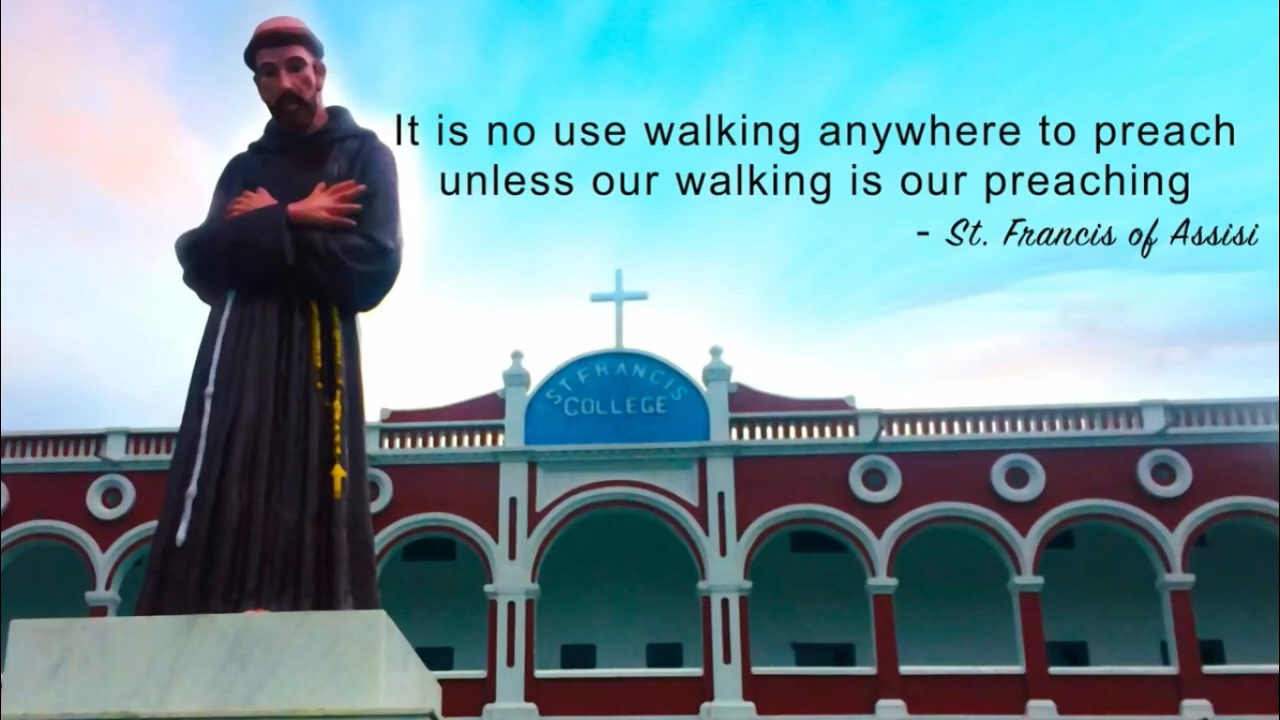 It is no use walking anywhere to preach
unless our walking is our preaching
- St. Francis of Assisi
ST FRANCIS
COLLEGE